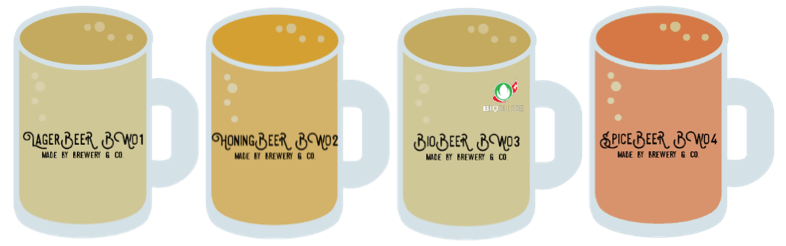 LAGERBEER BW01
MADE BY BREWERY & CO.
HONINGBEER BW02
MADE BY BREWERY & CO.
BIOBEER BW03
MADE BY BREWERY & CO.
SPICEBEER BW04
MADE BY BREWERY & CO.